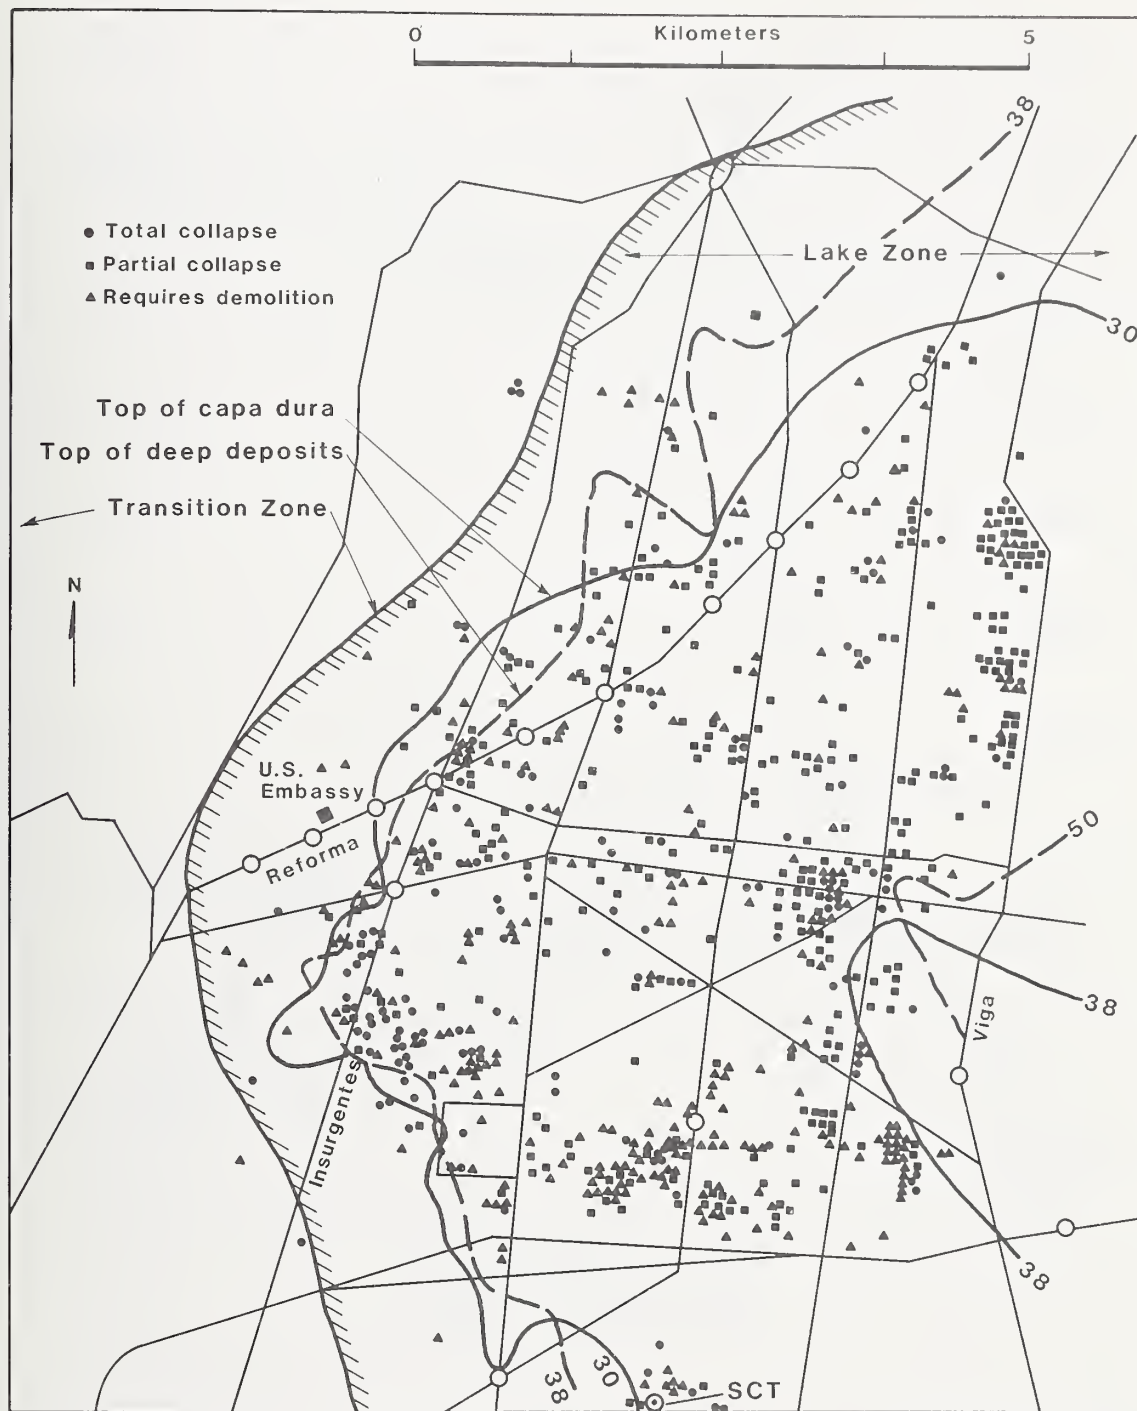 0
Kilometers
5
38
● Total collapse
■ Partial collapse
▲ Requires demolition
Lake Zone
30
Top of capa dura
Top of deep deposits
Transition Zone
N
U.S.
Embassy
Reforma
50
38
Viga
Insurgentes
38
30
38
SCT